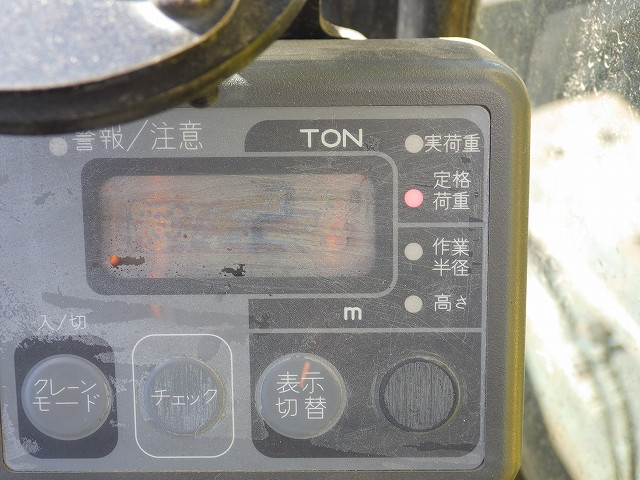 警報/注意
TON
実荷重
定格
荷重
作業
半径
高さ
m
入/切
クレーン
モード
チェック
表示
切替